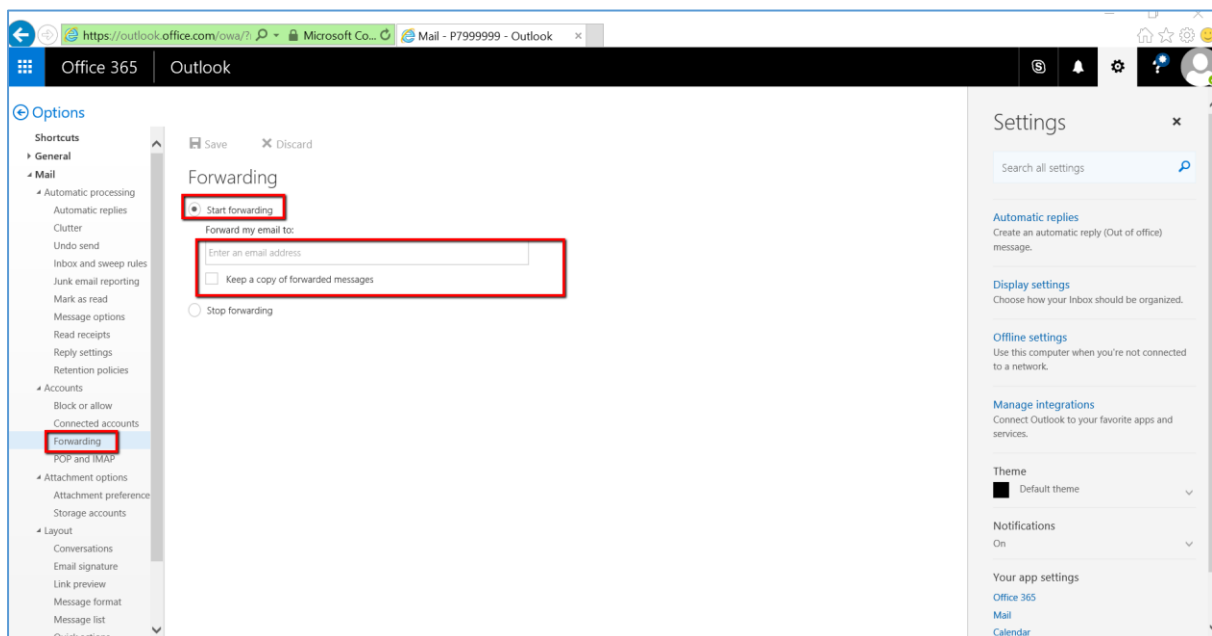 https://outlook.office.com/owa/?i
Microsoft Co...
Mail - P7999999 - Outlook
Office 365
Outlook
Options
Shortcuts
General
Mail
Automatic processing
Automatic replies
Clutter
Undo send
Inbox and sweep rules
Junk email reporting
Mark as read
Message options
Read receipts
Reply settings
Retention policies
Accounts
Block or allow
Connected accounts
Forwarding
POP and IMAP
Attachment options
Attachment preference
Storage accounts
Layout
Conversations
Email signature
Link preview
Message format
Message list
Save
Discard
Forwarding
Start forwarding
Forward my email to:
Enter an email address
Keep a copy of forwarded messages
Stop forwarding
Settings
Search all settings
Automatic replies
Create an automatic reply (Out of office)
message.
Display settings
Choose how your Inbox should be organized.
Offline settings
Use this computer when you're not connected
to a network.
Manage integrations
Connect Outlook to your favorite apps and
services.
Theme
Default theme
Notifications
On
Your app settings
Office 365
Mail
Calendar